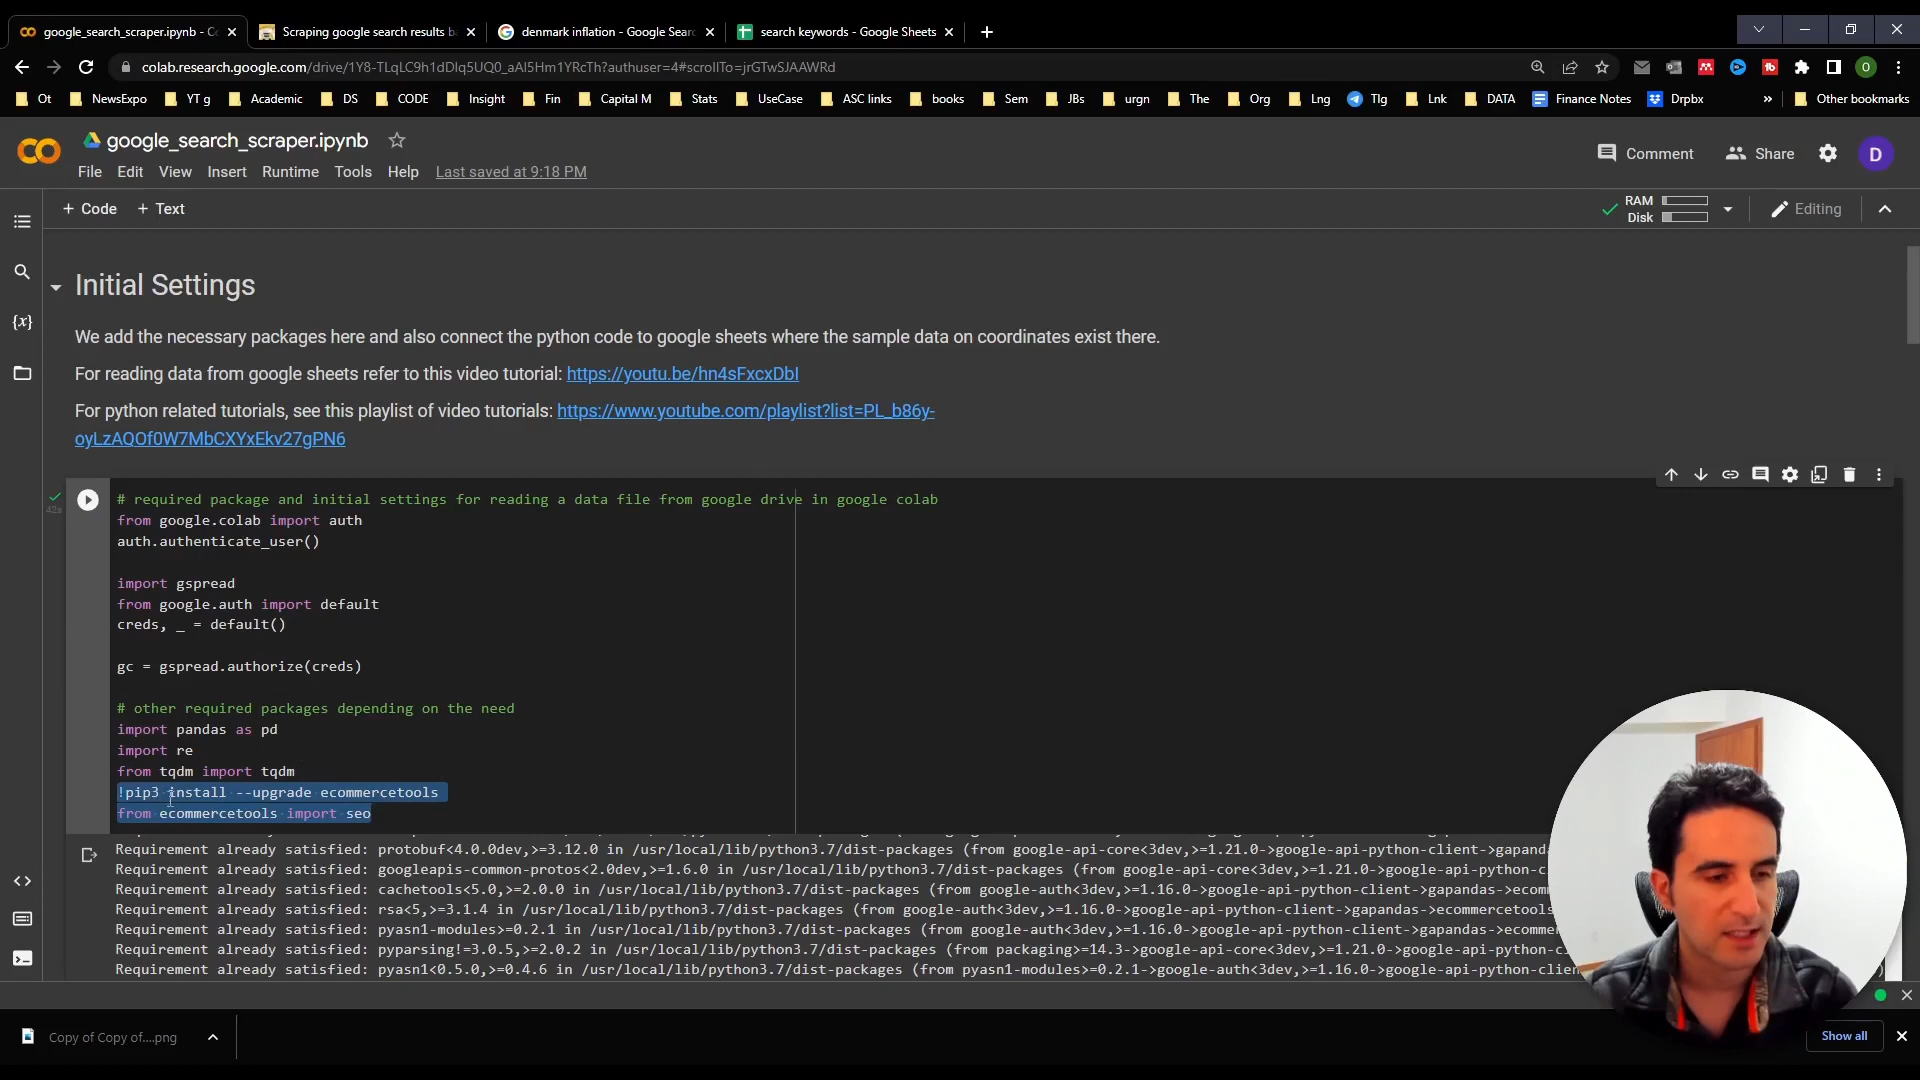 google_search_scraper.ipynb - Co
Scraping google search results ba
denmark inflation - Google Searc
search keywords - Google Sheets
colab.research.google.com/drive/1Y8-TLqLC9h1dDlq5UQ0_aAl5Hm1YRcTh?authuser=4#scrollTo=jrGTwSJAAWRd
Ot NewsExpo YT g Academic DS CODE Insight Fin Capital M Stats UseCase ASC links books Sem JBs urgn The Org Lng Tlg Lnk DATA Finance Notes Drpbx » Other bookmarks
google_search_scraper.ipynb
Comment Share D
File Edit View Insert Runtime Tools Help Last saved at 9:18 PM
+ Code + Text
RAM
Disk
Editing
Initial Settings
We add the necessary packages here and also connect the python code to google sheets where the sample data on coordinates exist there.
For reading data from google sheets refer to this video tutorial: https://youtu.be/hn4sFxcxDbI
For python related tutorials, see this playlist of video tutorials: https://www.youtube.com/playlist?list=PL_b86y-
oyLzAQOf0W7MbCXYxEkv27gPN6
42s
# required package and initial settings for reading a data file from google drive in google colab
from google.colab import auth
auth.authenticate_user()
import gspread
from google.auth import default
creds, _ = default()
gc = gspread.authorize(creds)
# other required packages depending on the need
import pandas as pd
import re
from tqdm import tqdm
!pip3 install --upgrade ecommercetools
from ecommercetools import seo
Requirement already satisfied: protobuf<4.0.0dev,>=3.12.0 in /usr/local/lib/python3.7/dist-packages (from google-api-core<3dev,>=1.21.0->google-api-python-client->gapanda
Requirement already satisfied: googleapis-common-protos<2.0dev,>=1.6.0 in /usr/local/lib/python3.7/dist-packages (from google-api-core<3dev,>=1.21.0->google-api-python-cl
Requirement already satisfied: cachetools<5.0,>=2.0.0 in /usr/local/lib/python3.7/dist-packages (from google-auth<3dev,>=1.16.0->google-api-python-client->gapandas->ecomm
Requirement already satisfied: rsa<5,>=3.1.4 in /usr/local/lib/python3.7/dist-packages (from google-auth<3dev,>=1.16.0->google-api-python-client->gapandas->ecommercetools
Requirement already satisfied: pyasn1-modules>=0.2.1 in /usr/local/lib/python3.7/dist-packages (from google-auth<3dev,>=1.16.0->google-api-python-client->gapandas->ecomme
Requirement already satisfied: pyparsing!=3.0.5,>=2.0.2 in /usr/local/lib/python3.7/dist-packages (from packaging>=14.3->google-api-core<3dev,>=1.21.0->google-api-python-
Requirement already satisfied: pyasn1<0.5.0,>=0.4.6 in /usr/local/lib/python3.7/dist-packages (from pyasn1-modules>=0.2.1->google-auth<3dev,>=1.16.0->google-api-python-clien
Copy of Copy of....png
Show all